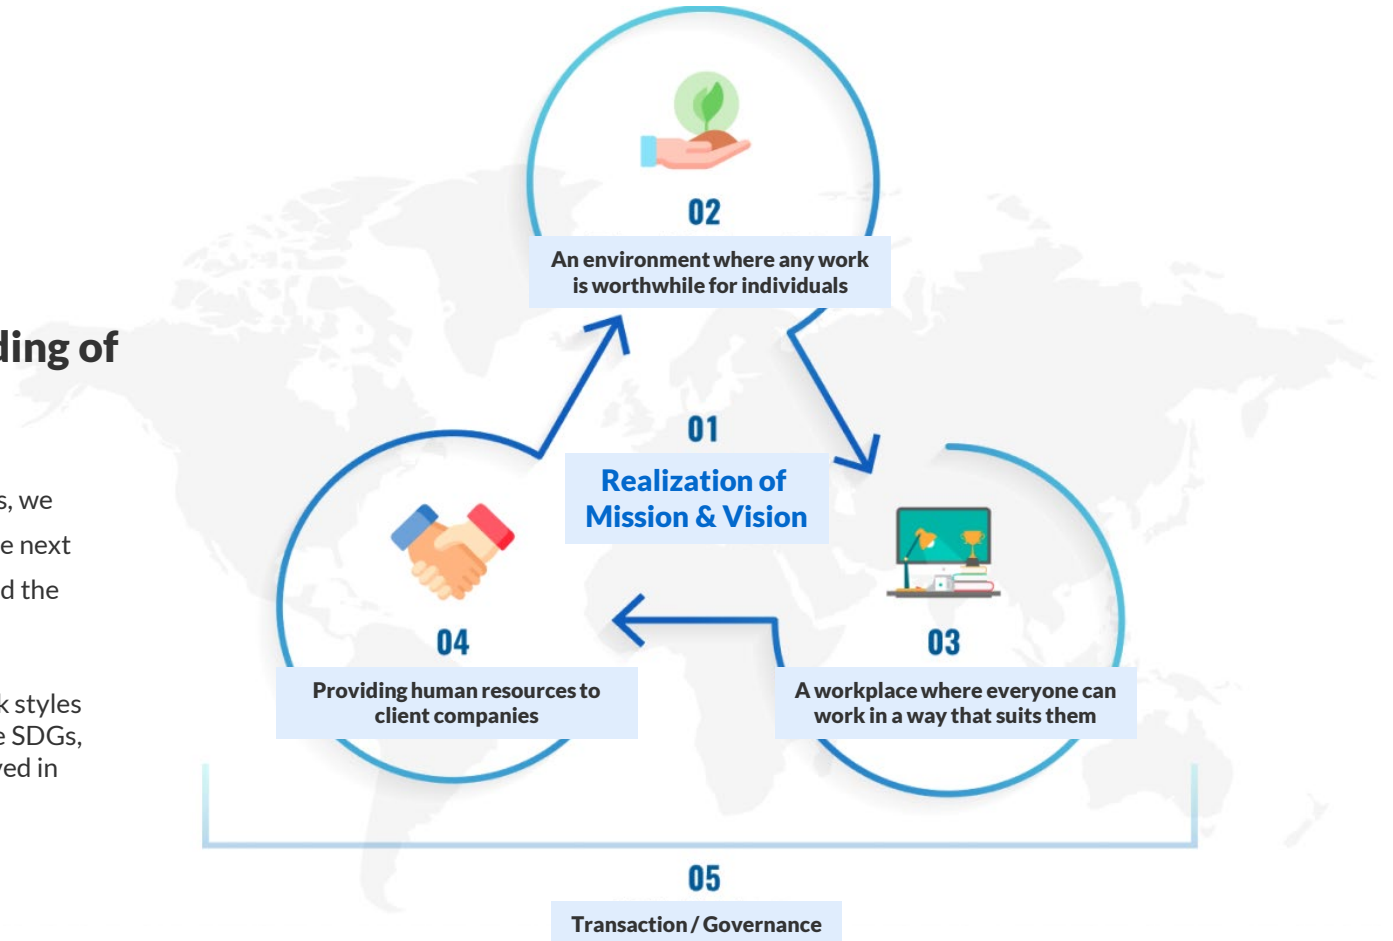 ding of
s, we
e next
d the
k styles
e SDGs,
ed in
02
An environment where any work
is worthwhile for individuals
01
Realization of
Mission & Vision
04
Providing human resources to
client companies
03
A workplace where everyone can
work in a way that suits them
05
Transaction / Governance